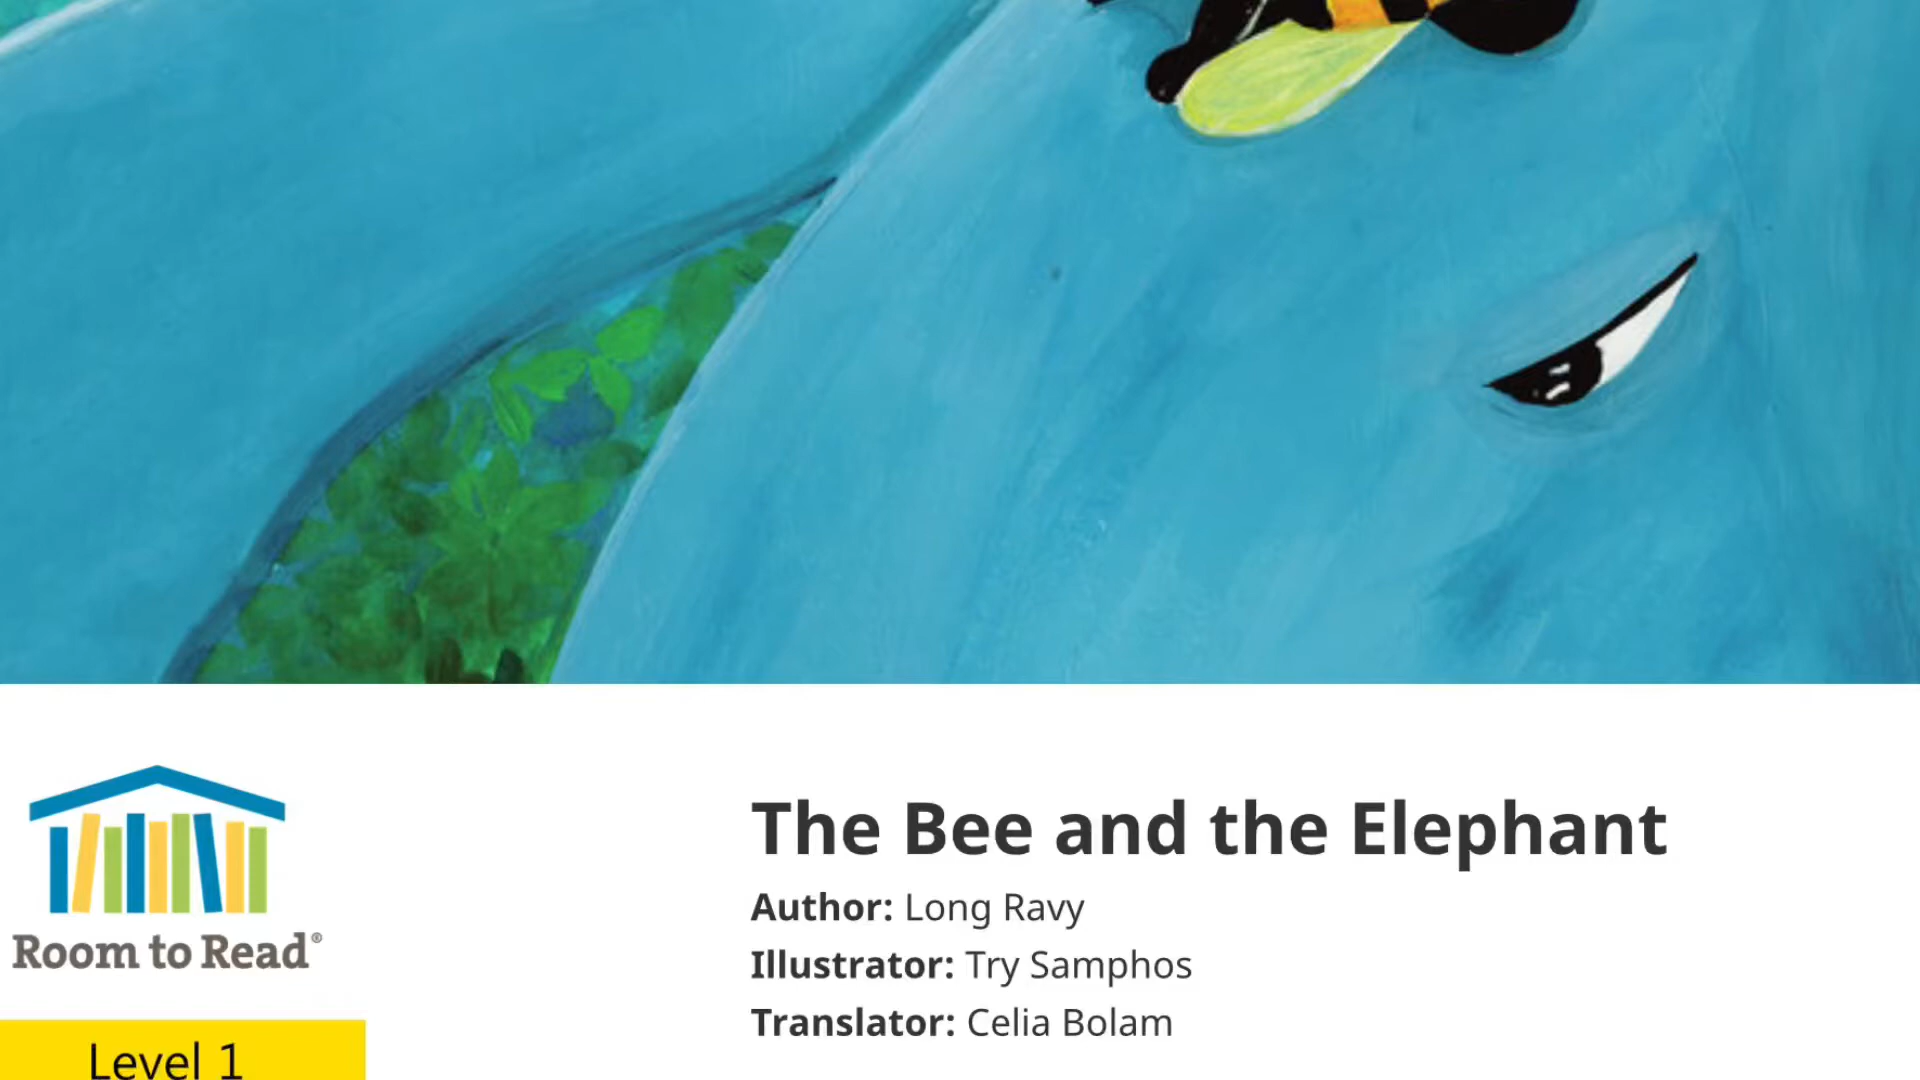 The Bee and the Elephant
Author: Long Ravy
Illustrator: Try Samphos
Translator: Celia Bolam
Room to Read®
Level 1